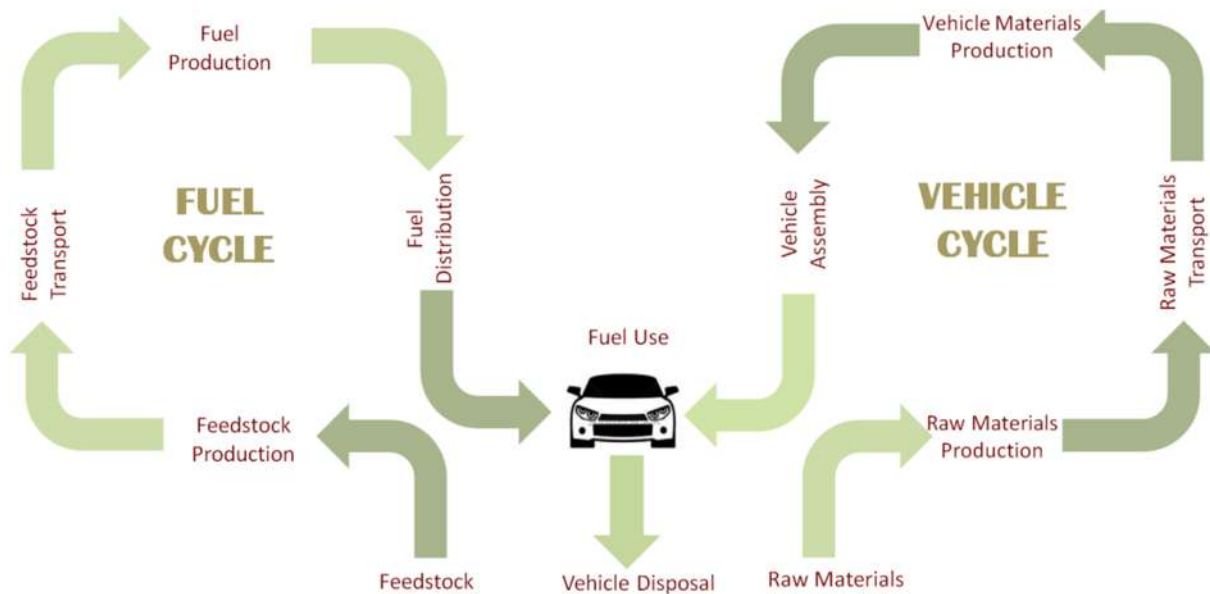 Fuel
Production
Vehicle Materials
Production
FUEL
CYCLE
VEHICLE
CYCLE
Feedstock
Transport
Fuel
Distribution
Vehicle
Assembly
Raw Materials
Transport
Fuel Use
Feedstock
Production
Raw Materials
Production
Feedstock
Vehicle Disposal
Raw Materials